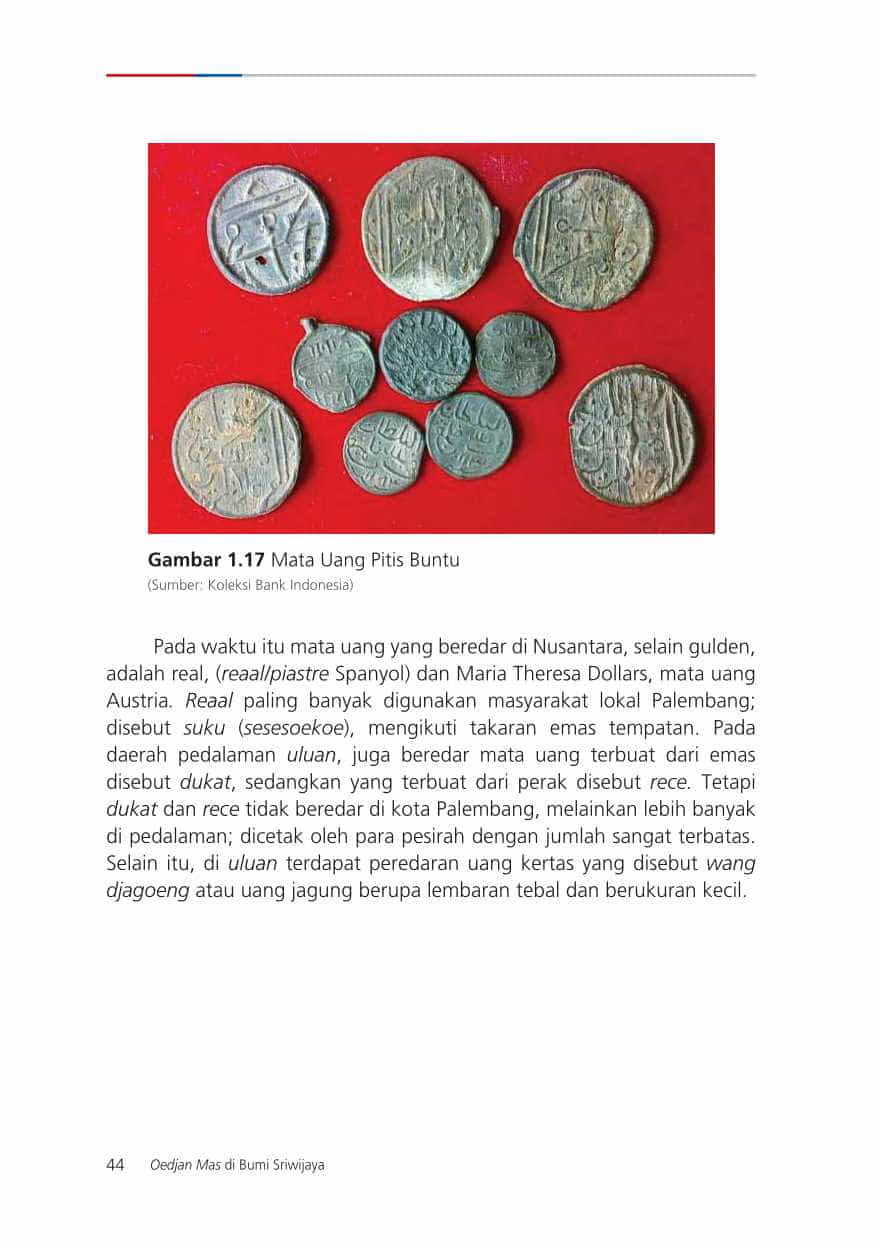 Gambar 1.17 Mata Uang Pitis Buntu
(Sumber: Koleksi Bank Indonesia)
Pada waktu itu mata uang yang beredar di Nusantara, selain gulden,
adalah real, (reaal/piastre Spanyol) dan Maria Theresa Dollars, mata uang
Austria. Reaal paling banyak digunakan masyarakat lokal Palembang;
disebut suku (sesesoekoe), mengikuti takaran emas tempatan. Pada
daerah pedalaman uluan, juga beredar mata uang terbuat dari emas
disebut dukat, sedangkan yang terbuat dari perak disebut rece. Tetapi
dukat dan rece tidak beredar di kota Palembang, melainkan lebih banyak
di pedalaman; dicetak oleh para pesirah dengan jumlah sangat terbatas.
Selain itu, di uluan terdapat peredaran uang kertas yang disebut wang
djagoeng atau uang jagung berupa lembaran tebal dan berukuran kecil.
44 Oedjan Mas di Bumi Sriwijaya